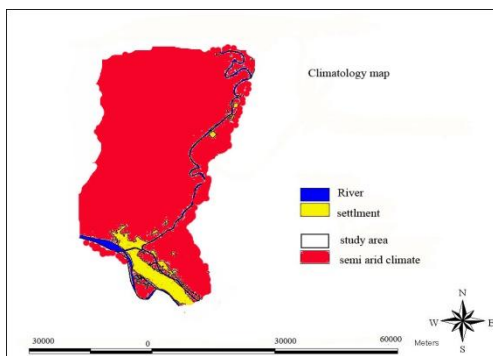 Climatology map
River
settlment
study area
semi arid climate
N
W E
S
30000 0 30000 60000
Meters